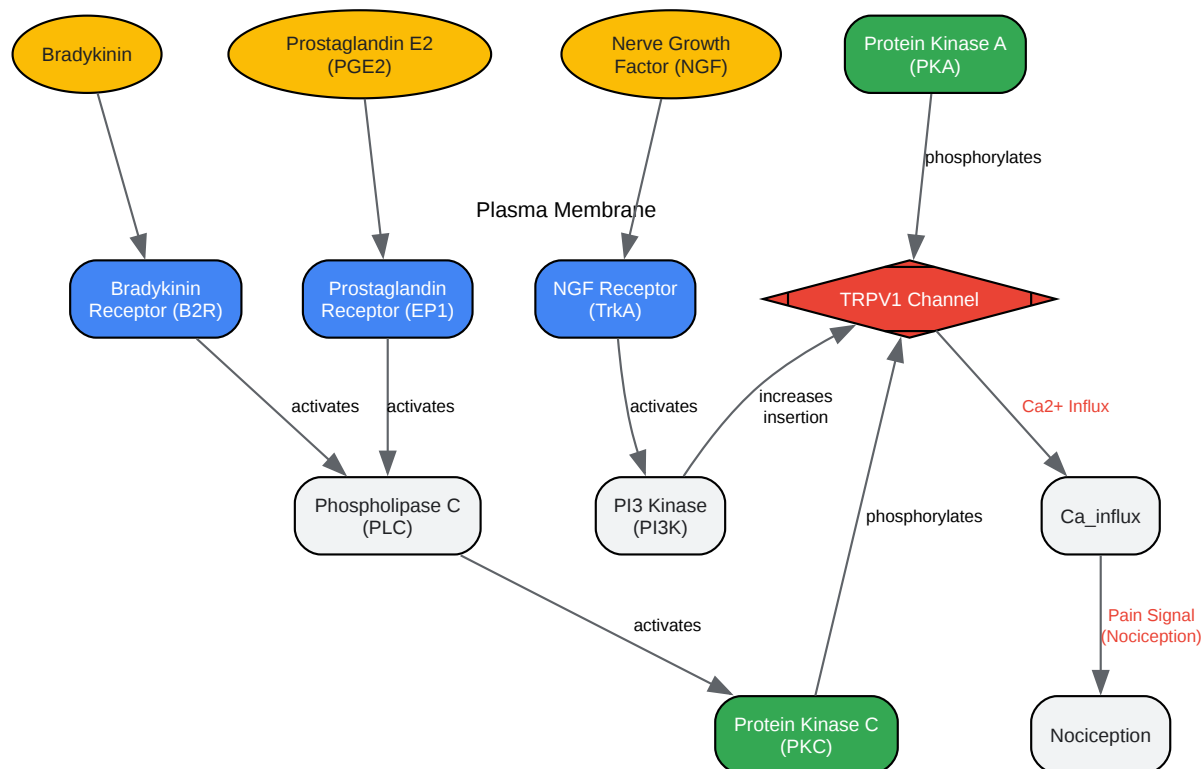 Bradykinin
Prostaglandin E2
(PGE2)
Nerve Growth
Factor (NGF)
Protein Kinase A
(PKA)
phosphorylates
Plasma Membrane
Bradykinin
Receptor (B2R)
Prostaglandin
Receptor (EP1)
NGF Receptor
(TrkA)
TRPV1 Channel
activates
activates
activates
increases
insertion
Ca2+ Influx
Phospholipase C
(PLC)
PI3 Kinase
(PI3K)
phosphorylates
Ca_influx
activates
Pain Signal
(Nociception)
Protein Kinase C
(PKC)
Nociception